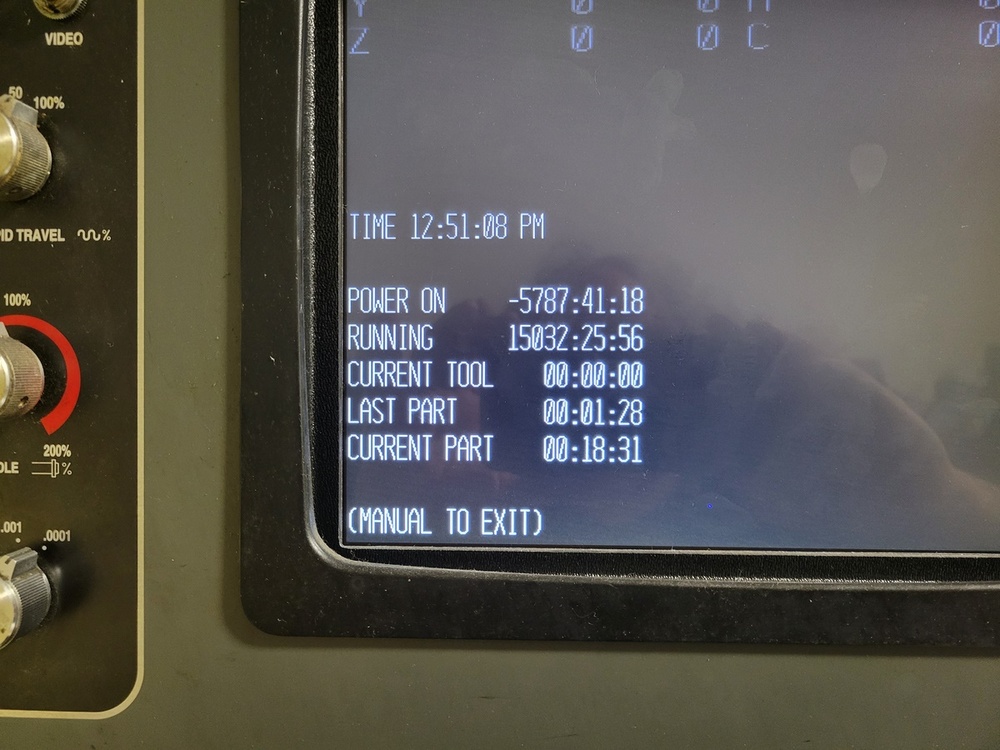 VIDEO
50 100%
TRAVEL %
100%
200%
%
.001 .0001
Z 0 0 C 0
TIME 12:51:08 PM
POWER ON -5787:41:18
RUNNING 15032:25:56
CURRENT TOOL 00:00:00
LAST PART 00:01:28
CURRENT PART 00:18:31
(MANUAL TO EXIT)